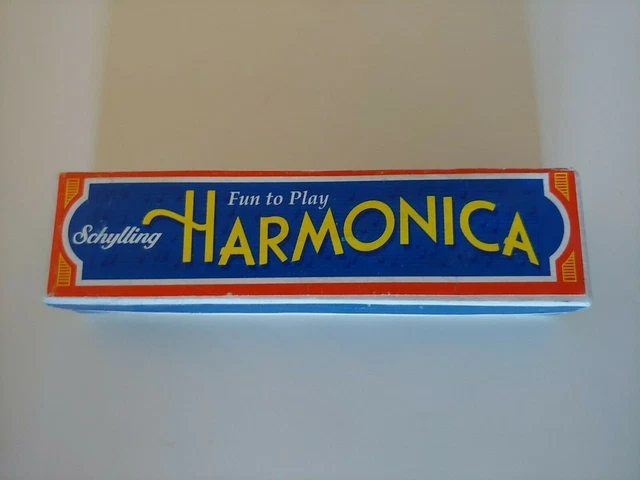 Fun to Play
Schylling
HARMONICA